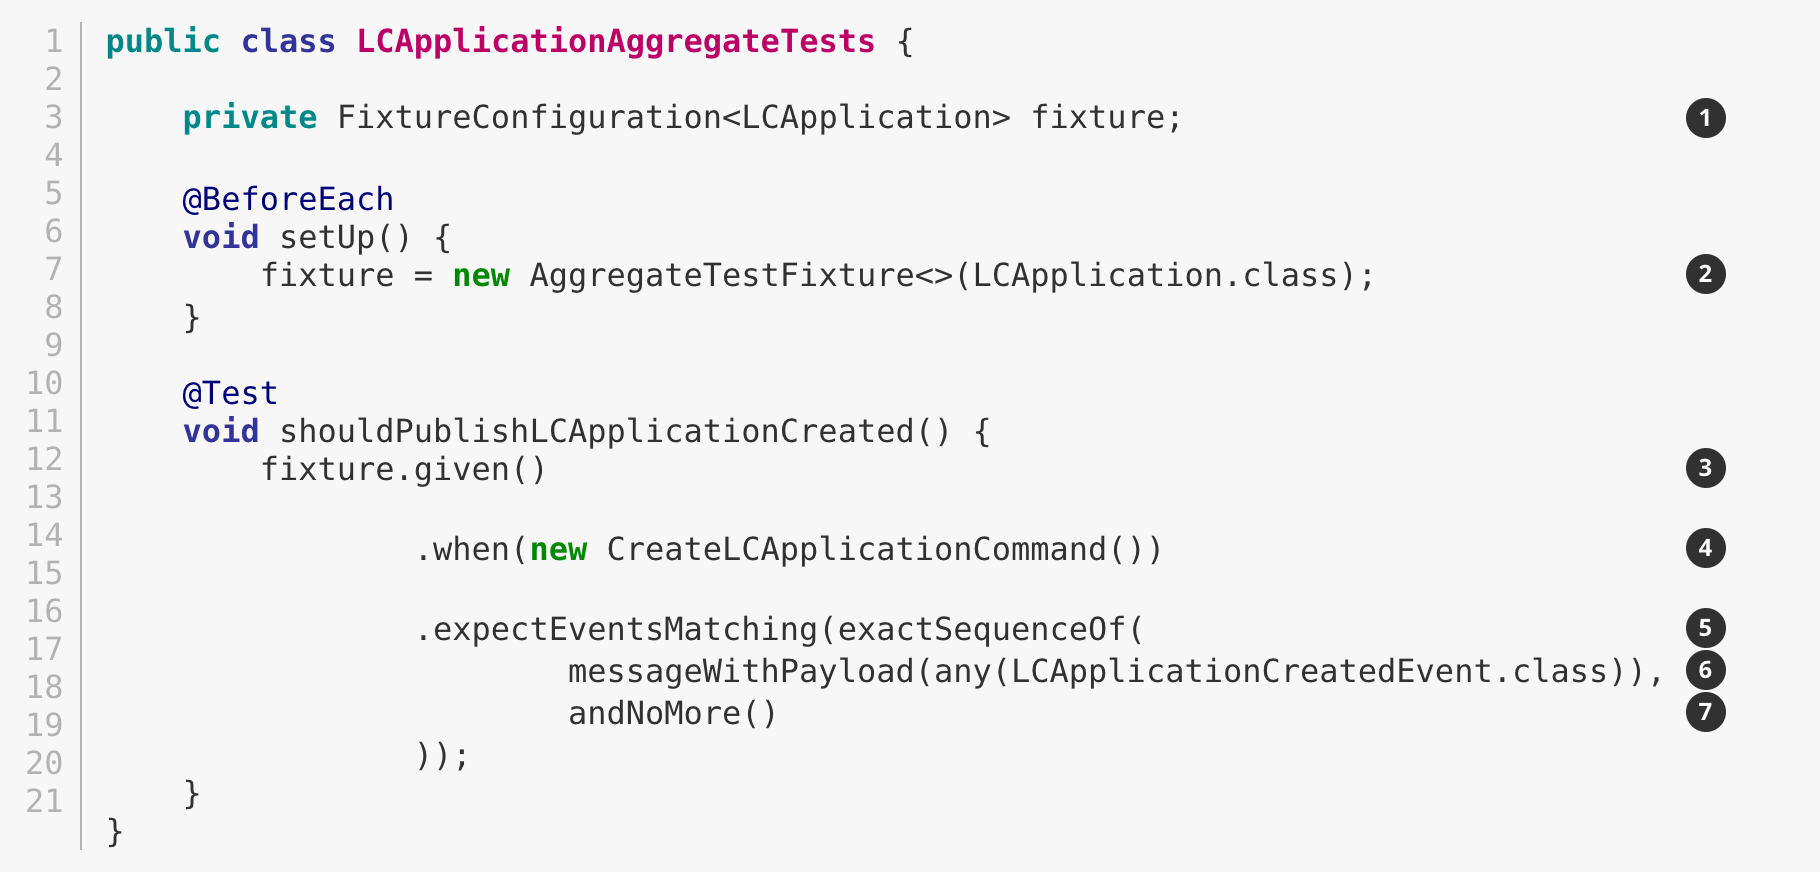 1 public class LCApplicationAggregateTests {
2
3     private FixtureConfiguration<LCApplication> fixture; 1
4
5     @BeforeEach
6     void setUp() {
7         fixture = new AggregateTestFixture<>(LCApplication.class); 2
8     }
9
10     @Test
11     void shouldPublishLCApplicationCreated() {
12         fixture.given() 3
13
14                 .when(new CreateLCApplicationCommand()) 4
15
16                 .expectEventsMatching(exactSequenceOf( 5
17                         messageWithPayload(any(LCApplicationCreatedEvent.class)), 6
18                         andNoMore() 7
19                 ));
20     }
21 }